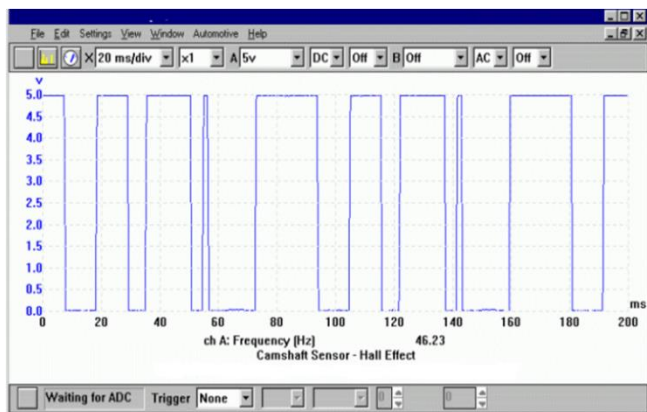 File Edit Settings View Window Automotive Help
X 20 ms/div x1 A 5v DC Off B Off AC Off
v
5.0
4.5
4.0
3.5
3.0
2.5
2.0
1.5
1.0
0.5
0.0
ms
0 20 40 60 80 100 120 140 160 180 200
ch A: Frequency (Hz) 46.23
Camshaft Sensor - Hall Effect
Waiting for ADC Trigger None 0 0